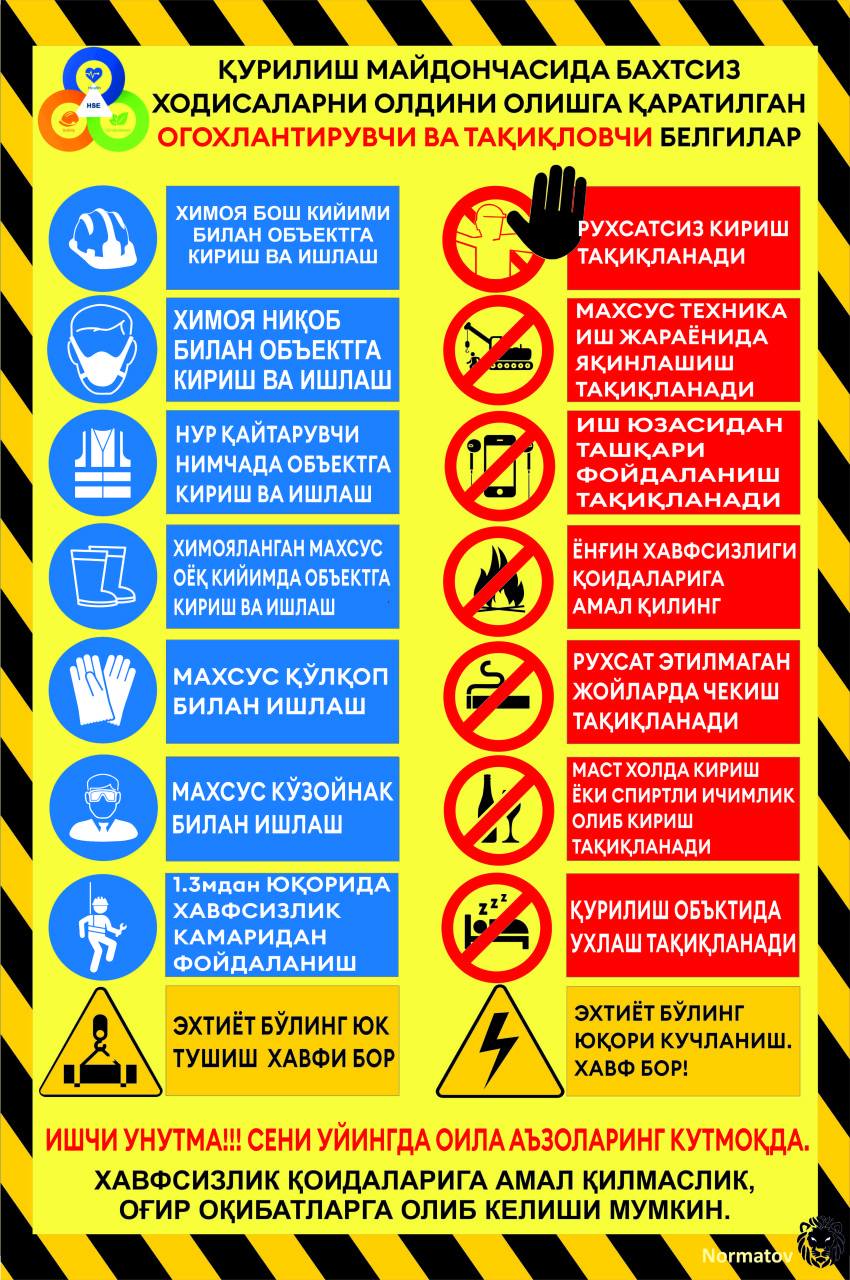 ҚУРИЛИШ МАЙДОНЧАСИДА БАХТСИЗ
ХОДИСАЛАРНИ ОЛДИНИ ОЛИШГА ҚАРАТИЛГАН
ОГОХЛАНТИРУВЧИ ВА ТАҚИҚЛОВЧИ БЕЛГИЛАР
Health
HSE
Safety
Environment
ХИМОЯ БОШ КИЙИМИ
БИЛАН ОБЪЕКТГА
КИРИШ ВА ИШЛАШ
ХИМОЯ НИҚОБ
БИЛАН ОБЪЕКТГА
КИРИШ ВА ИШЛАШ
НУР ҚАЙТАРУВЧИ
НИМЧАДА ОБЪЕКТГА
КИРИШ ВА ИШЛАШ
ХИМОЯЛАНГАН МАХСУС
ОЁҚ КИЙИМДА ОБЪЕКТГА
КИРИШ ВА ИШЛАШ
МАХСУС ҚЎЛҚОП
БИЛАН ИШЛАШ
МАХСУС КЎЗОЙНАК
БИЛАН ИШЛАШ
1.3мдан ЮҚОРИДА
ХАВФСИЗЛИК
КАМАРИДАН
ФОЙДАЛАНИШ
ЭХТИЁТ БЎЛИНГ ЮК
ТУШИШ ХАВФИ БОР
РУХСАТСИЗ КИРИШ
ТАҚИҚЛАНАДИ
МАХСУС ТЕХНИКА
ИШ ЖАРАЁНИДА
ЯҚИНЛАШИШ
ТАҚИҚЛАНАДИ
ИШ ЮЗАСИДАН
ТАШҚАРИ
ФОЙДАЛАНИШ
ТАҚИҚЛАНАДИ
ЁНҒИН ХАВФСИЗЛИГИ
ҚОИДАЛАРИГА
АМАЛ ҚИЛИНГ
РУХСАТ ЭТИЛМАГАН
ЖОЙЛАРДА ЧЕКИШ
ТАҚИҚЛАНАДИ
МАСТ ХОЛДА КИРИШ
ЁКИ СПИРТЛИ ИЧИМЛИК
ОЛИБ КИРИШ
ТАҚИҚЛАНАДИ
Z Z Z
ҚУРИЛИШ ОБЪКТИДА
УХЛАШ ТАҚИҚЛАНАДИ
ЭХТИЁТ БЎЛИНГ
ЮҚОРИ КУЧЛАНИШ.
ХАВФ БОР!
ИШЧИ УНУТМА!!! СЕНИ УЙИНГДА ОИЛА АЪЗОЛАРИНГ КУТМОҚДА.
ХАВФСИЗЛИК ҚОИДАЛАРИГА АМАЛ ҚИЛМАСЛИК,
ОҒИР ОҚИБАТЛАРГА ОЛИБ КЕЛИШИ МУМКИН.
Normatov